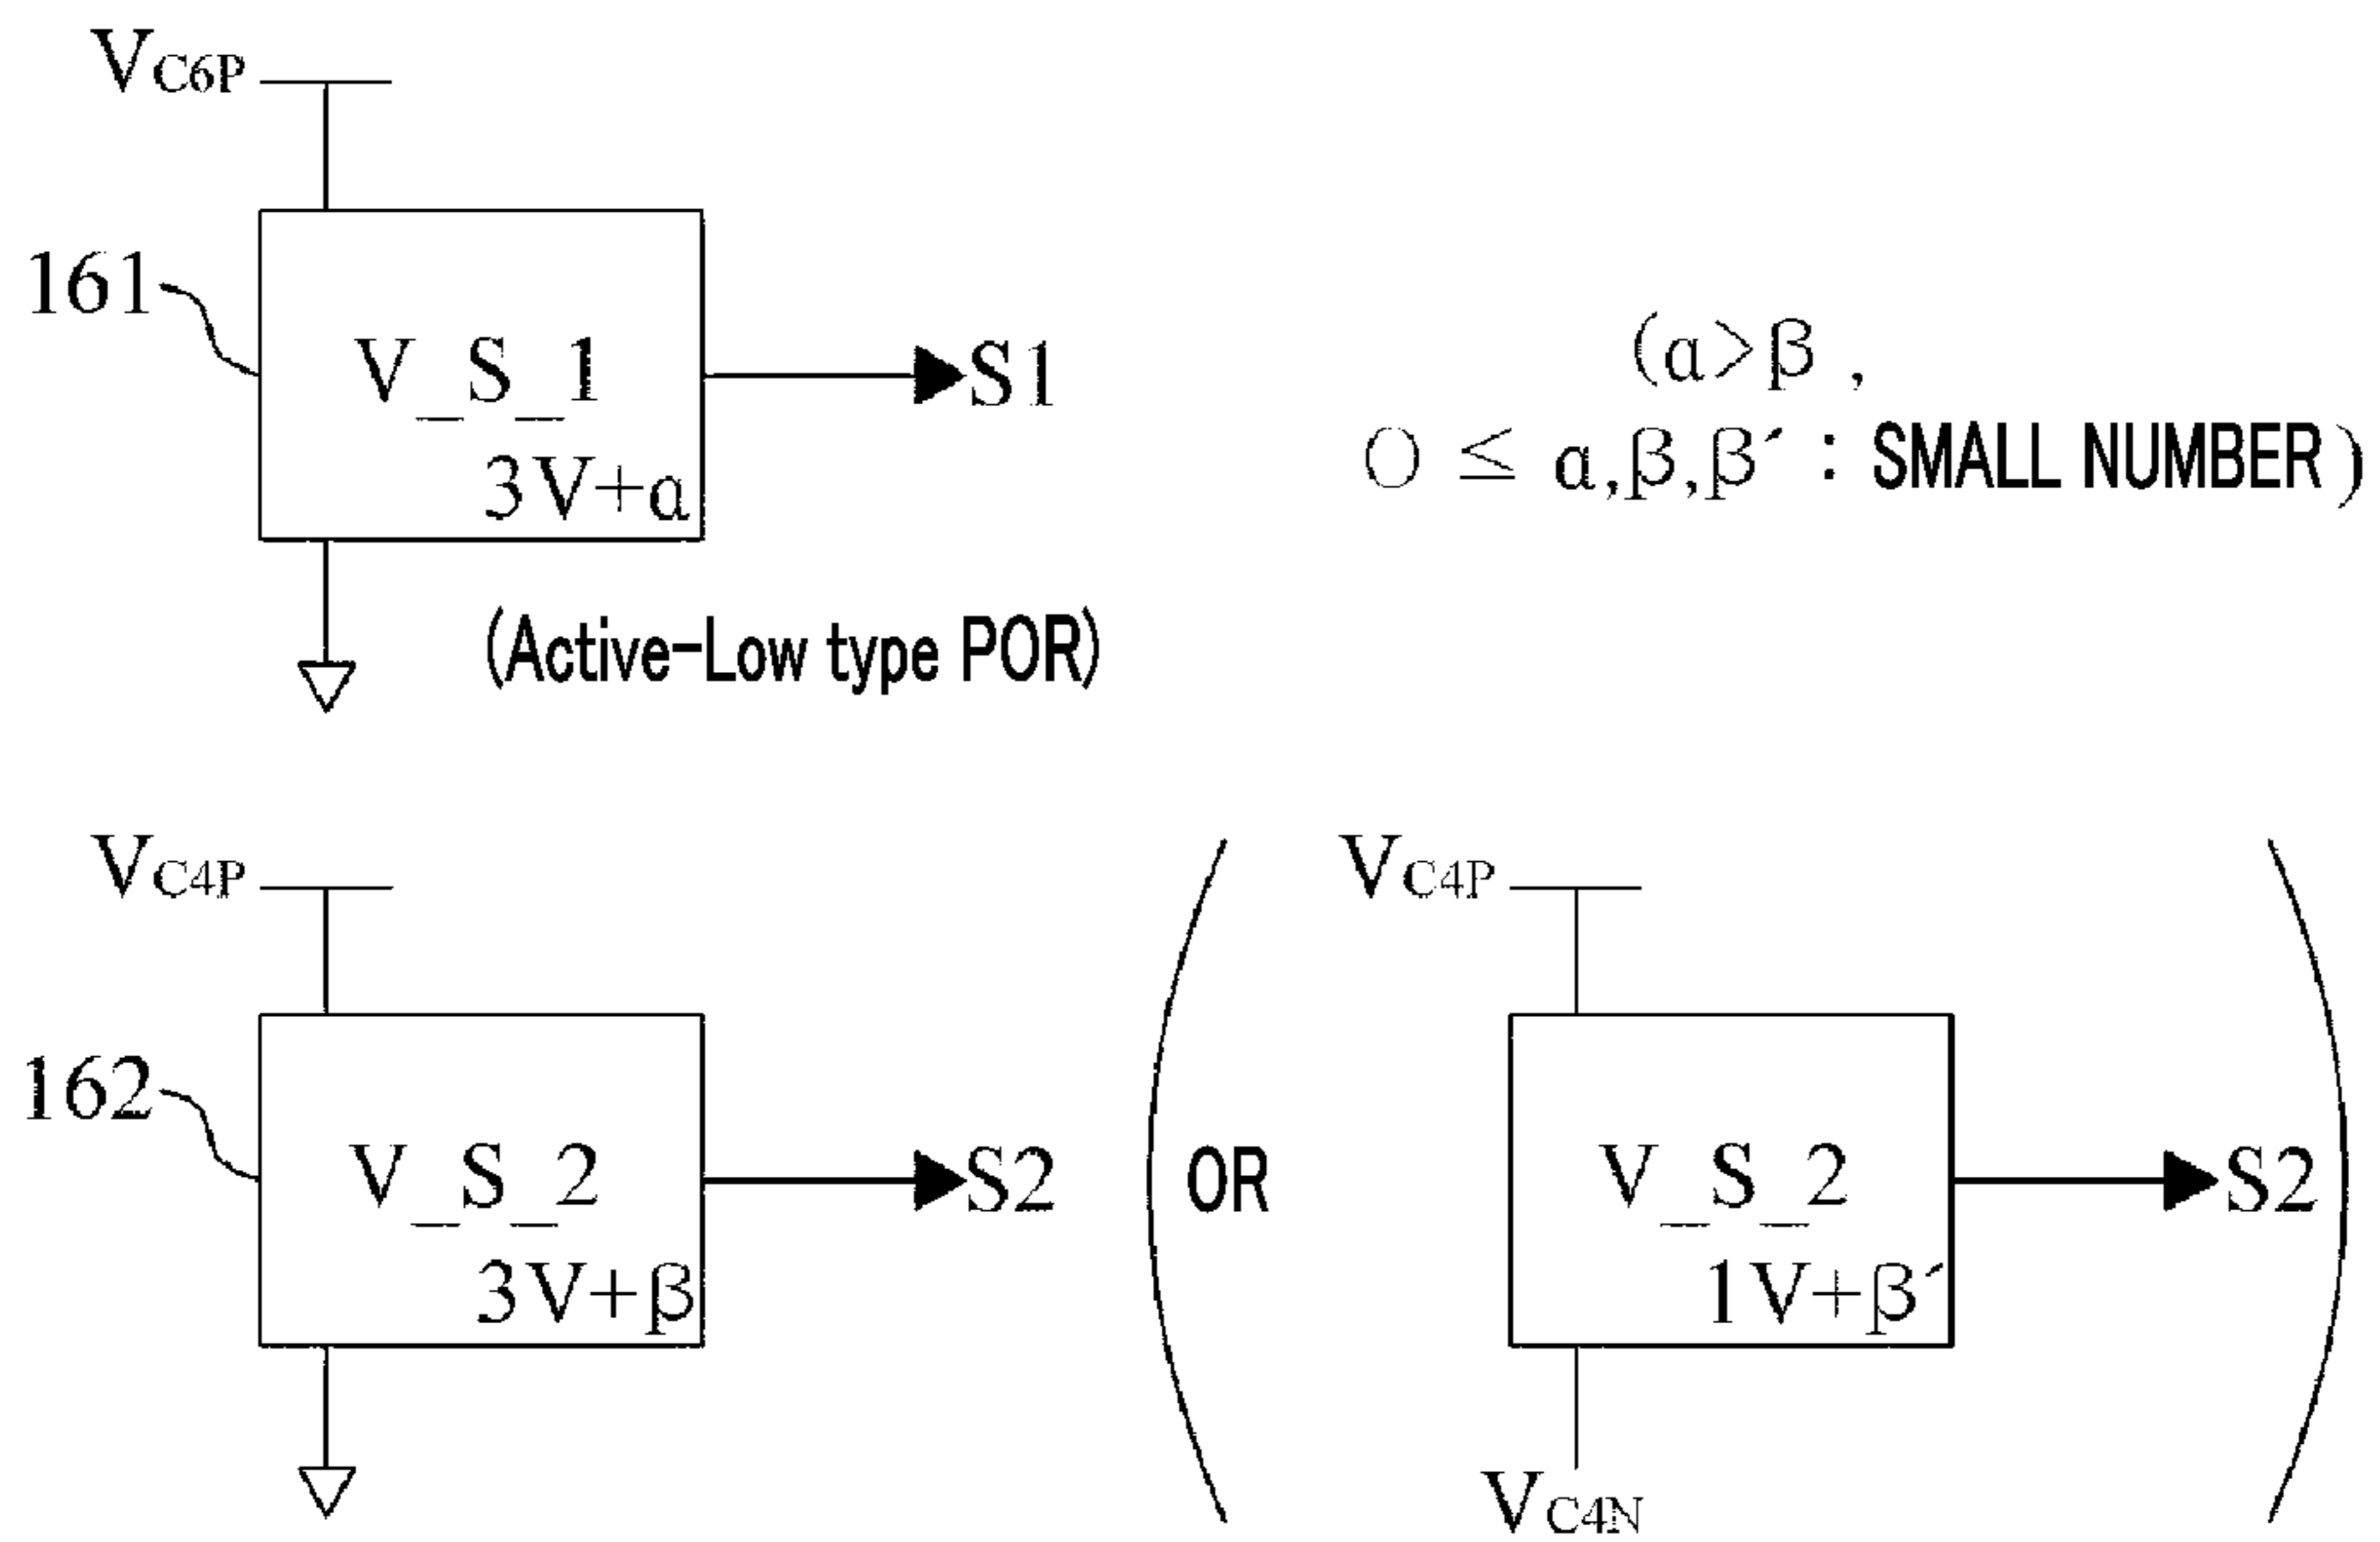 VC6P
161
V_S_1
3V+α
S1
(α>β ,
0 ≤ α,β,β´ : SMALL NUMBER)
(Active-Low type POR)
VC4P
162
V_S_2
3V+β
S2
OR
VC4P
V_S_2
1V+β´
S2
VC4N